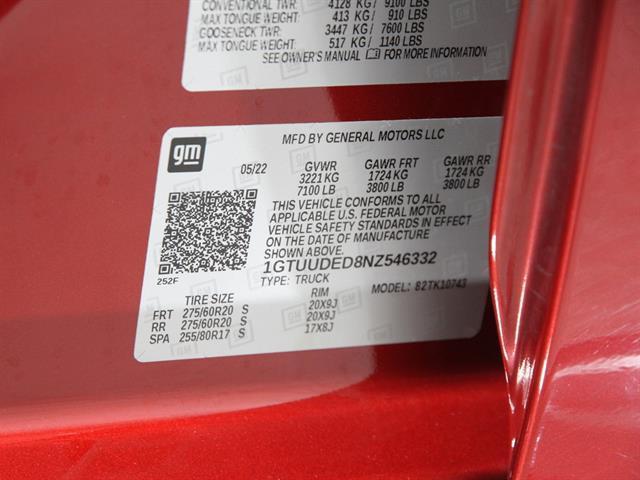 CONVENTIONAL TWR: 4128 KG / 9100 LBS
MAX TONGUE WEIGHT: 413 KG / 910 LBS
GOOSENECK TWR: 3447 KG / 7600 LBS
MAX TONGUE WEIGHT: 517 KG / 1140 LBS
SEE OWNER'S MANUAL FOR MORE INFORMATION
gm
MFD BY GENERAL MOTORS LLC
05/22 GVWR GAWR FRT GAWR RR
3221 KG 1724 KG 1724 KG
7100 LB 3800 LB 3800 LB
THIS VEHICLE CONFORMS TO ALL
APPLICABLE U.S. FEDERAL MOTOR
VEHICLE SAFETY STANDARDS IN EFFECT
ON THE DATE OF MANUFACTURE
SHOWN ABOVE.
1GTUUDED8NZ546332
252F
TYPE: TRUCK MODEL: 82TK10743
TIRE SIZE RIM
FRT 275/60R20 S 20X9J
RR 275/60R20 S 20X9J
SPA 255/80R17 S 17X8J